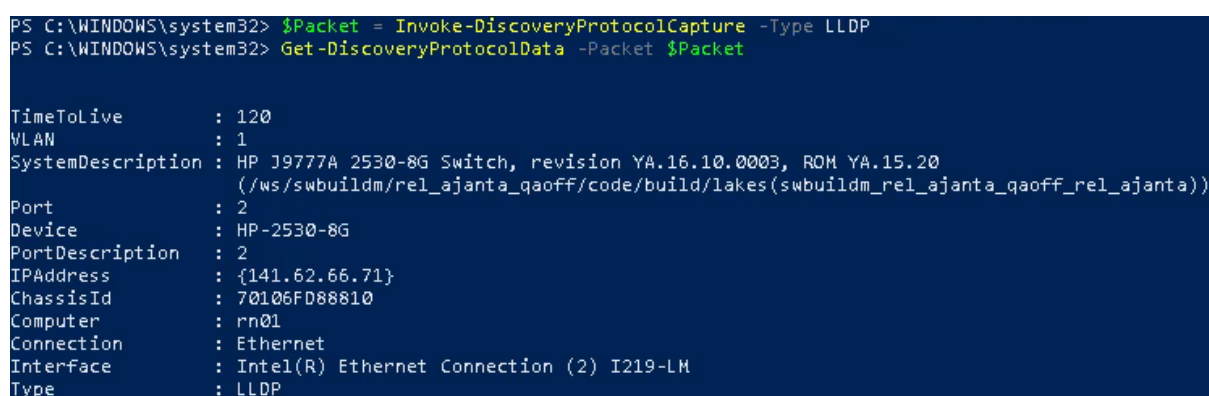 PS C:\WINDOWS\system32> $Packet = Invoke-DiscoveryProtocolCapture -Type LLDP
PS C:\WINDOWS\system32> Get-DiscoveryProtocolData -Packet $Packet
TimeToLive : 120
VLAN : 1
SystemDescription : HP J9777A 2530-8G Switch, revision YA.16.10.0003, ROM YA.15.20
(/ws/swbuildm/rel_ajanta_qaoff/code/build/lakes(swbuildm_rel_ajanta_qaoff_rel_ajanta))
Port : 2
Device : HP-2530-8G
PortDescription : 2
IPAddress : {141.62.66.71}
ChassisId : 70106FD88810
Computer : rn01
Connection : Ethernet
Interface : Intel(R) Ethernet Connection (2) I219-LM
Type : LLDP